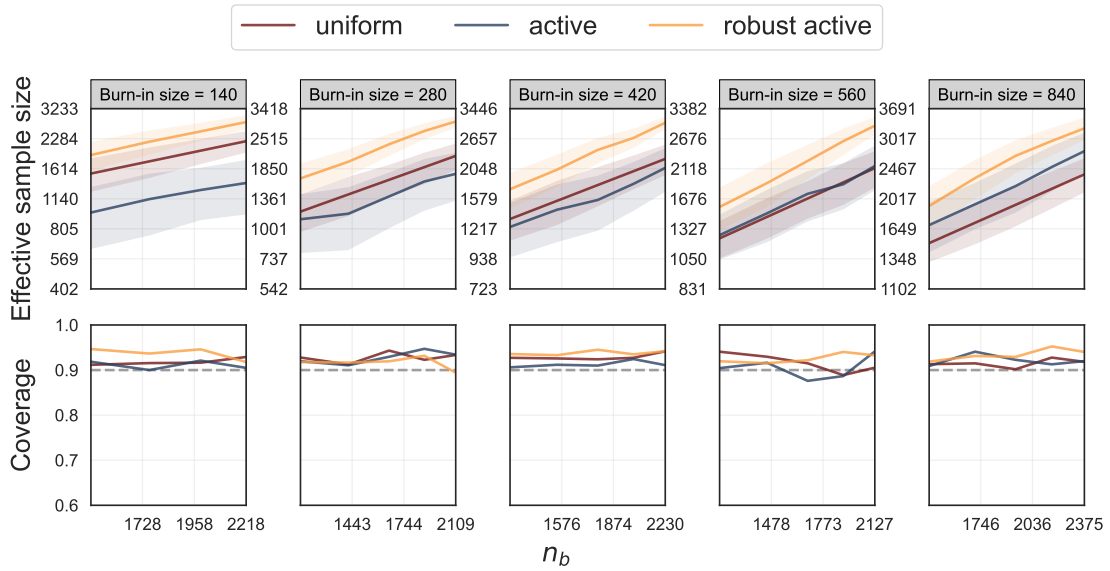 uniform active robust active
Effective sample size
Burn-in size = 140
3233
2284
1614
1140
805
569
402
Burn-in size = 280
3418
2515
1850
1361
1001
737
542
Burn-in size = 420
3446
2657
2048
1579
1217
938
723
Burn-in size = 560
3382
2676
2118
1676
1327
1050
831
Burn-in size = 840
3691
3017
2467
2017
1649
1348
1102
Coverage
1.0
0.9
0.8
0.7
0.6
1728 1958 2218
1443 1744 2109
1576 1874 2230
1478 1773 2127
1746 2036 2375
n_b